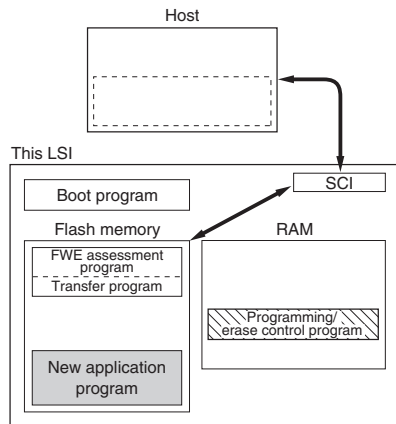 Host
This LSI
SCI
Boot program
Flash memory
RAM
FWE assessment
program
Transfer program
Programming/
erase control program
New application
program